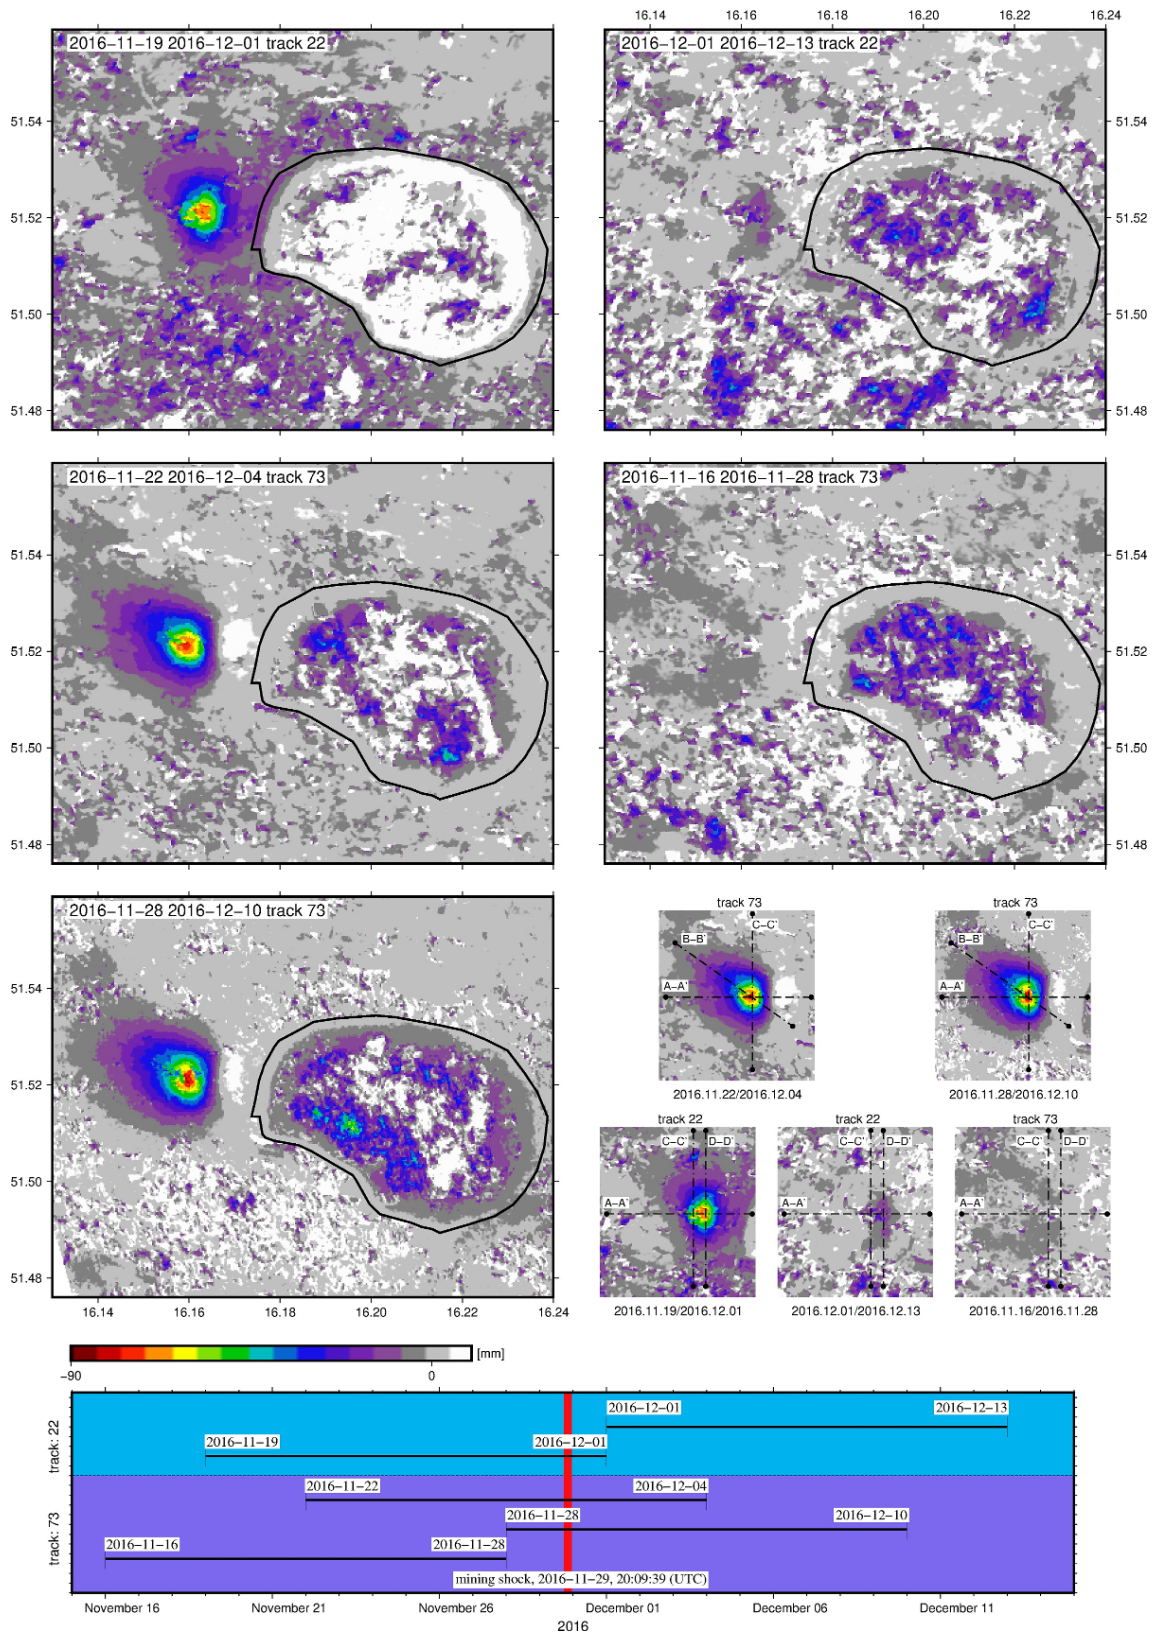 16.14 16.16 16.18 16.20 16.22 16.24
2016−11−19 2016−12−01 track 22
2016−12−01 2016−12−13 track 22
51.54
51.52
51.50
51.48
51.54
51.52
51.50
51.48
2016−11−22 2016−12−04 track 73
2016−11−16 2016−11−28 track 73
51.54
51.52
51.50
51.48
51.54
51.52
51.50
51.48
2016−11−28 2016−12−10 track 73
51.54
51.52
51.50
51.48
16.14 16.16 16.18 16.20 16.22 16.24
track 73
C−C'
B−B'
A−A'
2016.11.22/2016.12.04
track 73
C−C'
B−B'
A−A'
2016.11.28/2016.12.10
track 22
C−C' D−D'
A−A'
2016.11.19/2016.12.01
track 22
C−C' D−D'
A−A'
2016.12.01/2016.12.13
track 73
C−C' D−D'
A−A'
2016.11.16/2016.11.28
[mm]
−90 0
track: 22
2016−12−01 2016−12−13
2016−11−19 2016−12−01
track: 73
2016−11−22 2016−12−04
2016−11−28 2016−12−10
2016−11−16 2016−11−28
mining shock, 2016−11−29, 20:09:39 (UTC)
November 16 November 21 November 26 December 01 December 06 December 11
2016